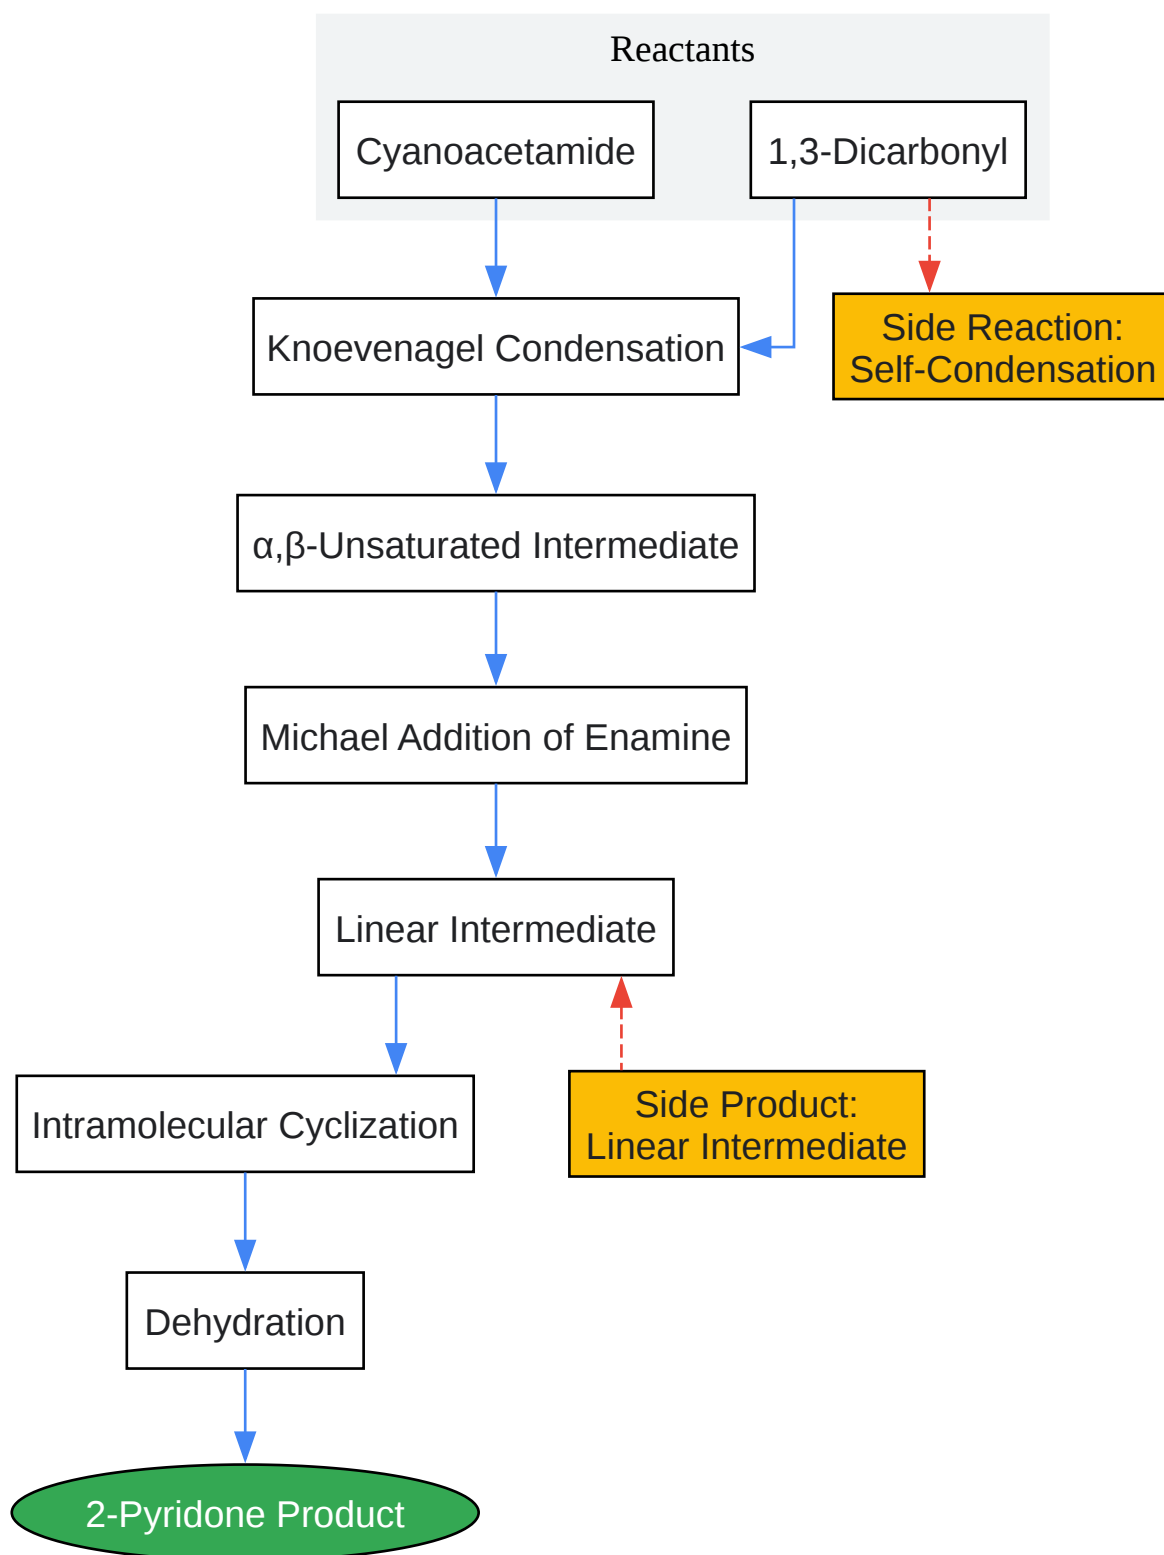 Reactants
Cyanoacetamide
1,3-Dicarbonyl
Knoevenagel Condensation
Side Reaction:
Self-Condensation
α,β-Unsaturated Intermediate
Michael Addition of Enamine
Linear Intermediate
Intramolecular Cyclization
Side Product:
Linear Intermediate
Dehydration
2-Pyridone Product